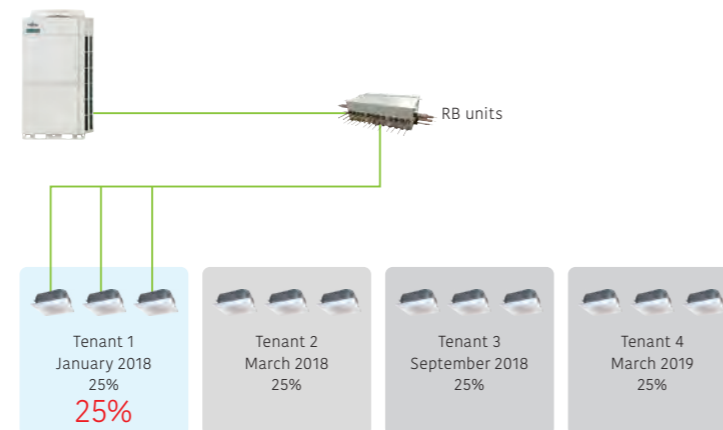 RB units
Tenant 1
January 2018
25%
25%
Tenant 2
March 2018
25%
Tenant 3
September 2018
25%
Tenant 4
March 2019
25%